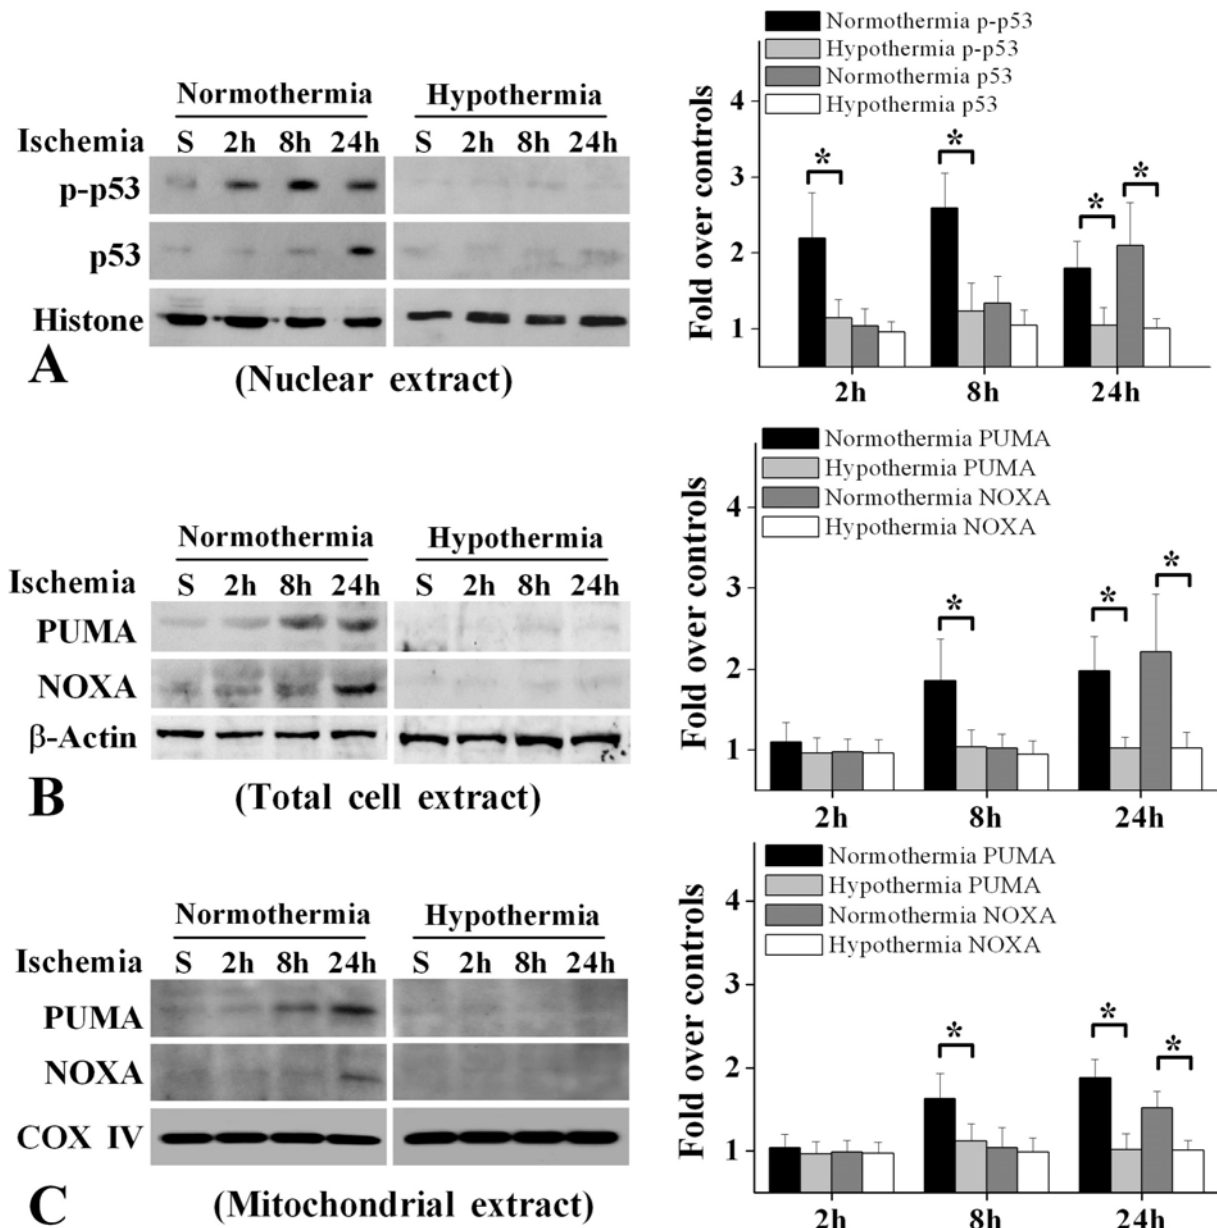 Normothermia Hypothermia
Ischemia S 2h 8h 24h S 2h 8h 24h
p-p53
p53
Histone
A (Nuclear extract)
Normothermia p-p53
Hypothermia p-p53
Normothermia p53
Hypothermia p53
Fold over controls
4
3
2
1
* * * *
2h 8h 24h
Normothermia Hypothermia
Ischemia S 2h 8h 24h S 2h 8h 24h
PUMA
NOXA
β-Actin
B (Total cell extract)
Normothermia PUMA
Hypothermia PUMA
Normothermia NOXA
Hypothermia NOXA
Fold over controls
4
3
2
1
* * *
2h 8h 24h
Normothermia Hypothermia
Ischemia S 2h 8h 24h S 2h 8h 24h
PUMA
NOXA
COX IV
C (Mitochondrial extract)
Normothermia PUMA
Hypothermia PUMA
Normothermia NOXA
Hypothermia NOXA
Fold over controls
4
3
2
1
* * *
2h 8h 24h